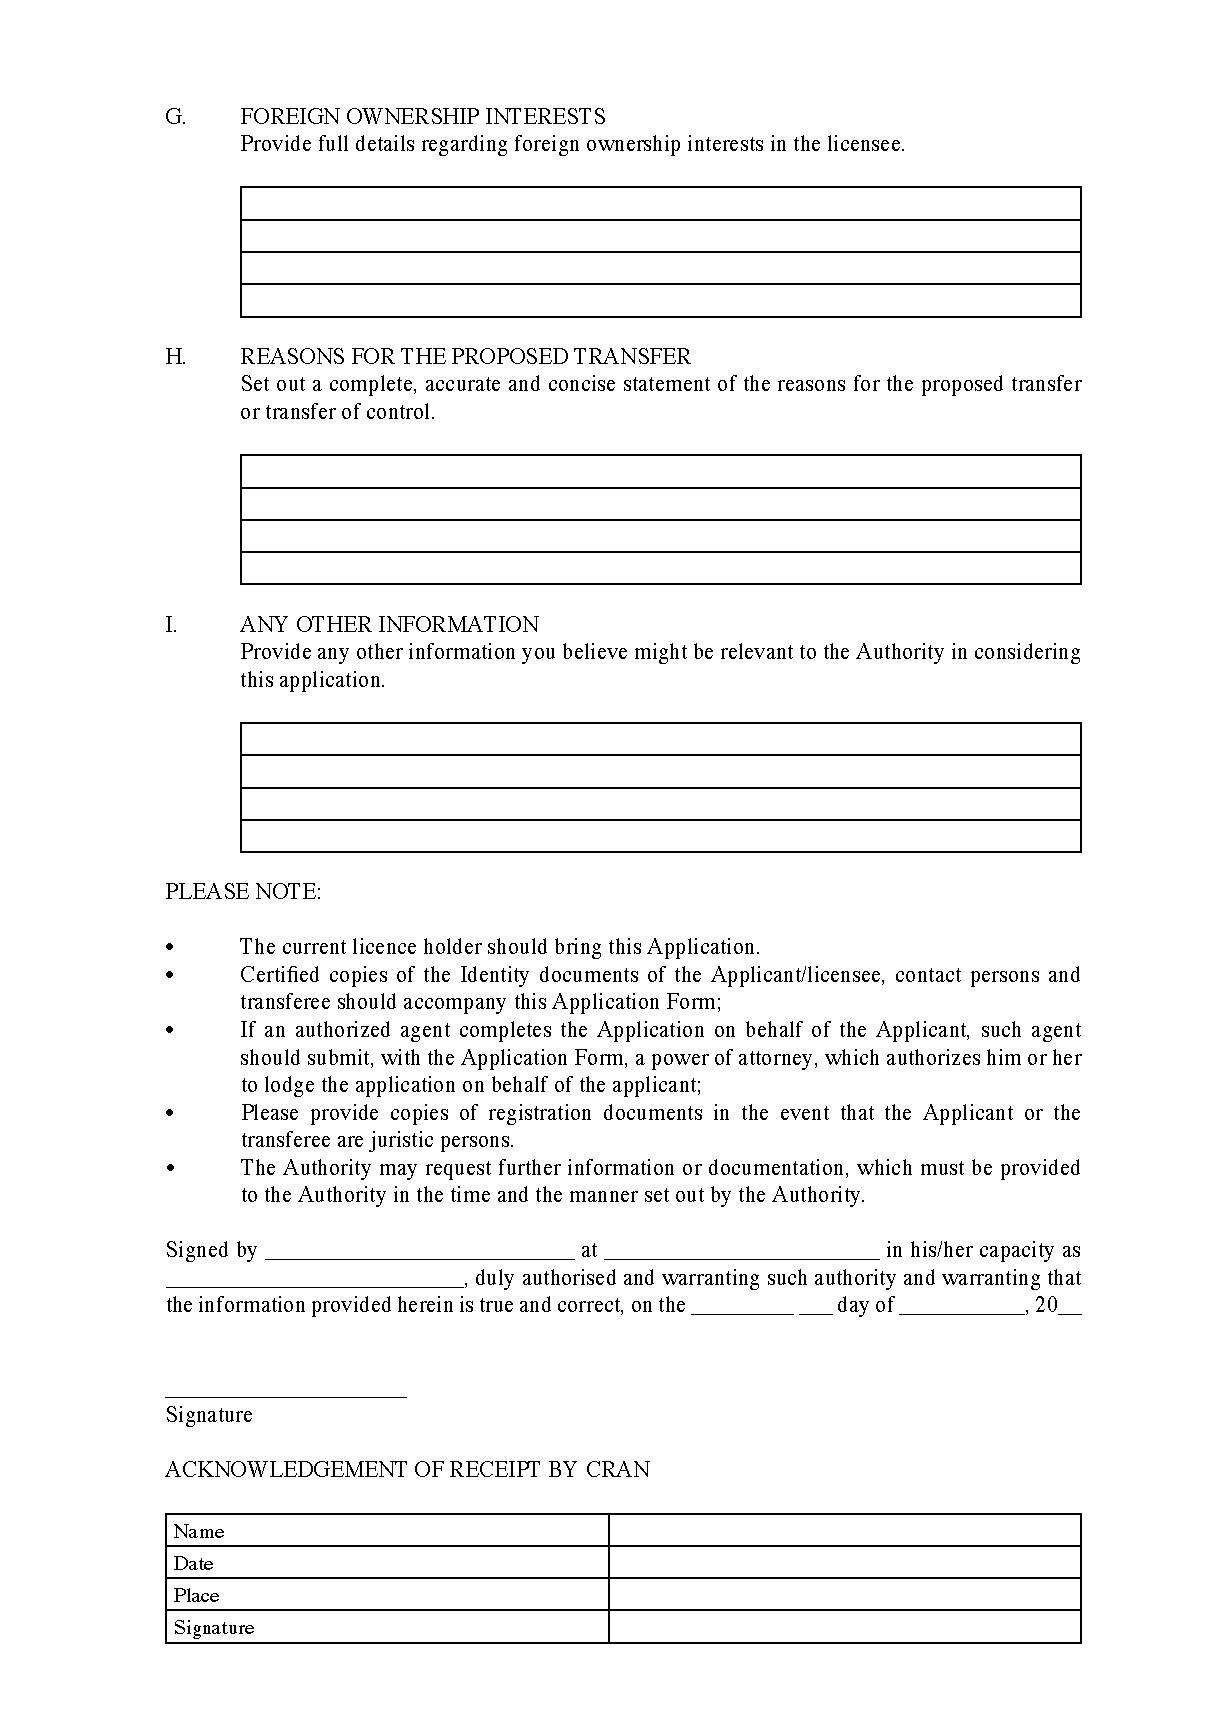 G. FOREIGN OWNERSHIP INTERESTS
Provide full details regarding foreign ownership interests in the licensee.
H. REASONS FOR THE PROPOSED TRANSFER
Set out a complete, accurate and concise statement of the reasons for the proposed transfer
or transfer of control.
I. ANY OTHER INFORMATION
Provide any other information you believe might be relevant to the Authority in considering
this application.
PLEASE NOTE:
• The current licence holder should bring this Application.
• Certified copies of the Identity documents of the Applicant/licensee, contact persons and
transferee should accompany this Application Form;
• If an authorized agent completes the Application on behalf of the Applicant, such agent
should submit, with the Application Form, a power of attorney, which authorizes him or her
to lodge the application on behalf of the applicant;
• Please provide copies of registration documents in the event that the Applicant or the
transferee are juristic persons.
• The Authority may request further information or documentation, which must be provided
to the Authority in the time and the manner set out by the Authority.
Signed by ___________________________ at ________________________ in his/her capacity as
__________________________, duly authorised and warranting such authority and warranting that
the information provided herein is true and correct, on the _________ ___ day of ___________, 20__
_____________________
Signature
ACKNOWLEDGEMENT OF RECEIPT BY CRAN
Name
Date
Place
Signature